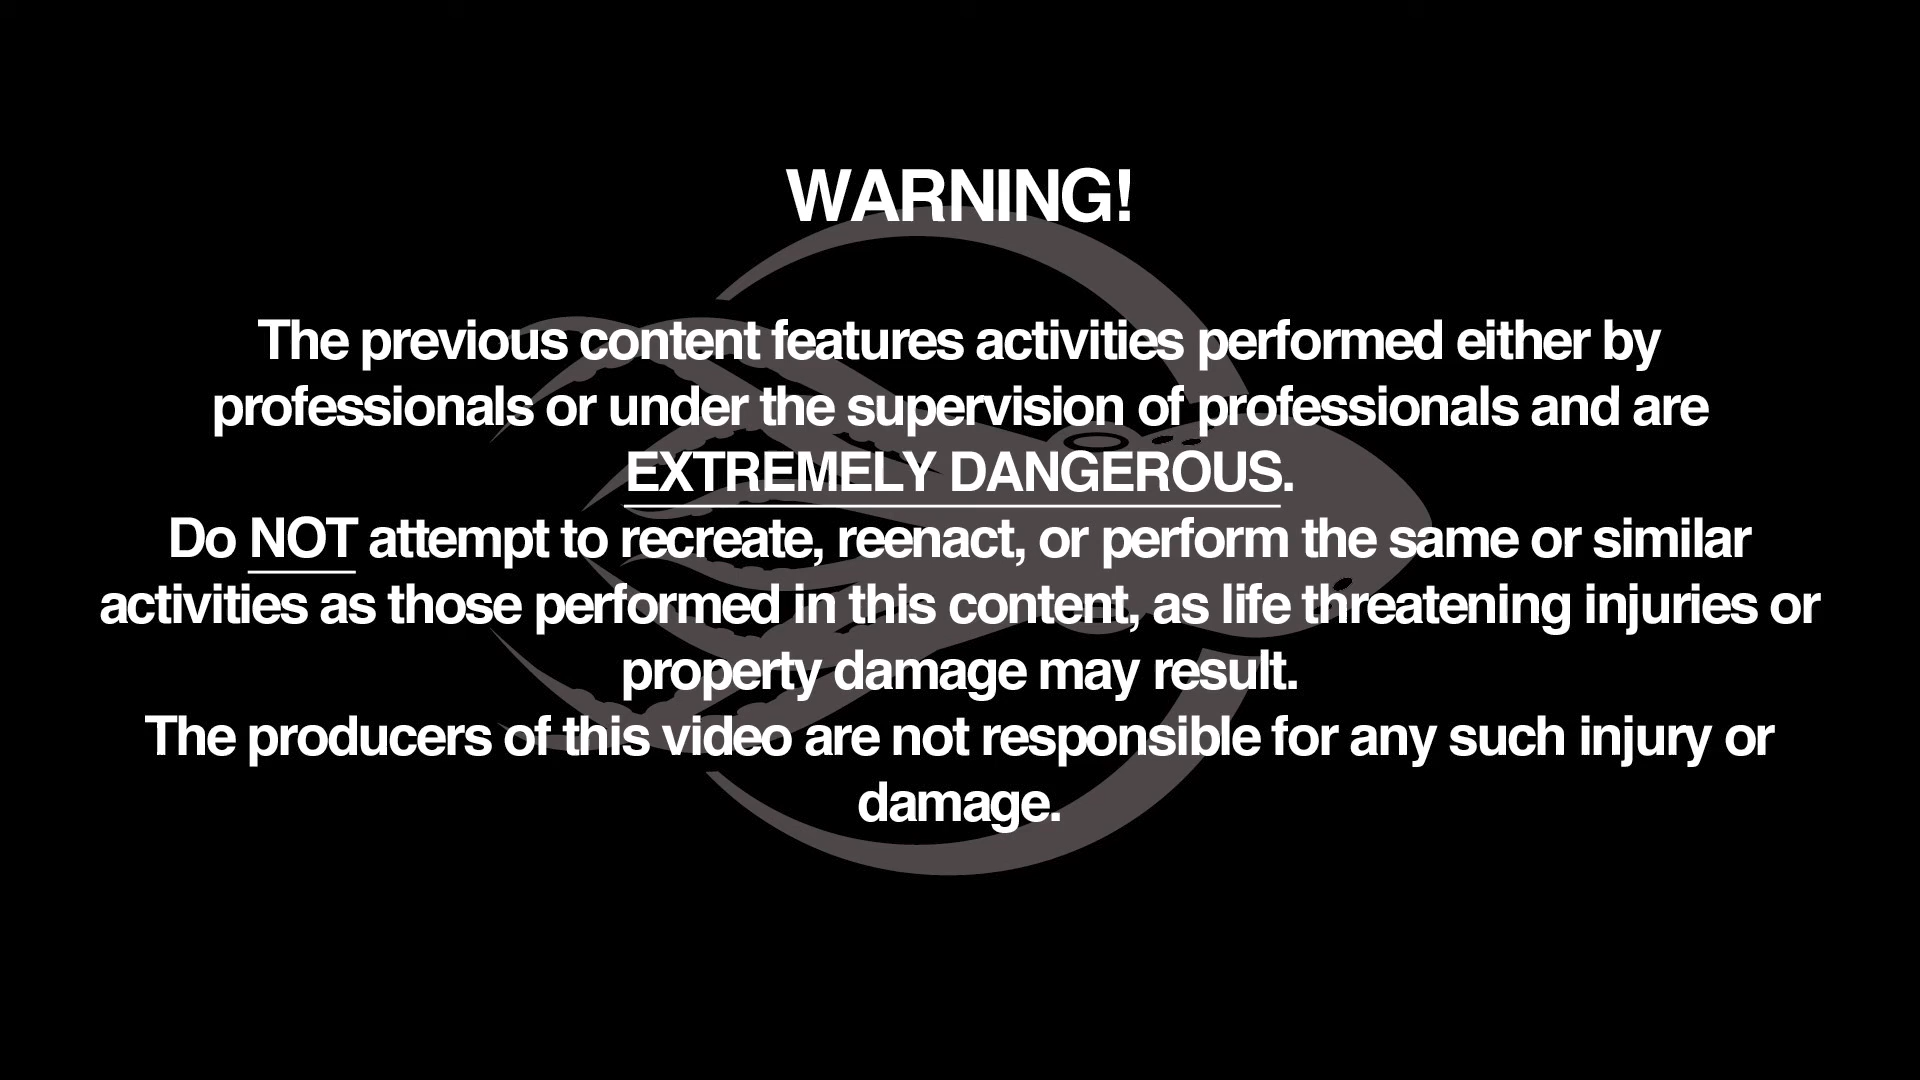 WARNING!
The previous content features activities performed either by
professionals or under the supervision of professionals and are
EXTREMELY DANGEROUS.
Do NOT attempt to recreate, reenact, or perform the same or similar
activities as those performed in this content, as life threatening injuries or
property damage may result.
The producers of this video are not responsible for any such injury or
damage.